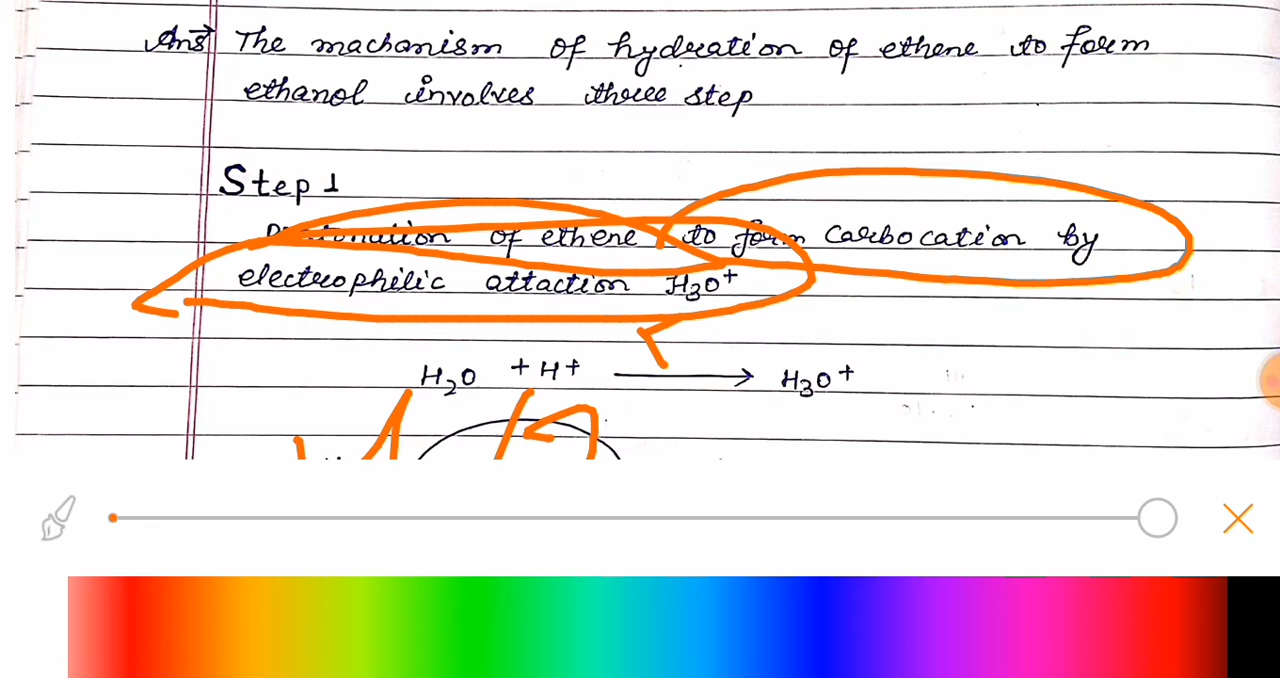 Ans The machanism of hydration of ethene to form
ethanol involves three step
Step 1
Protonation of ethene to form carbocation by
electrophilic attaction H3O+
H2O + H+ ⟶ H3O+